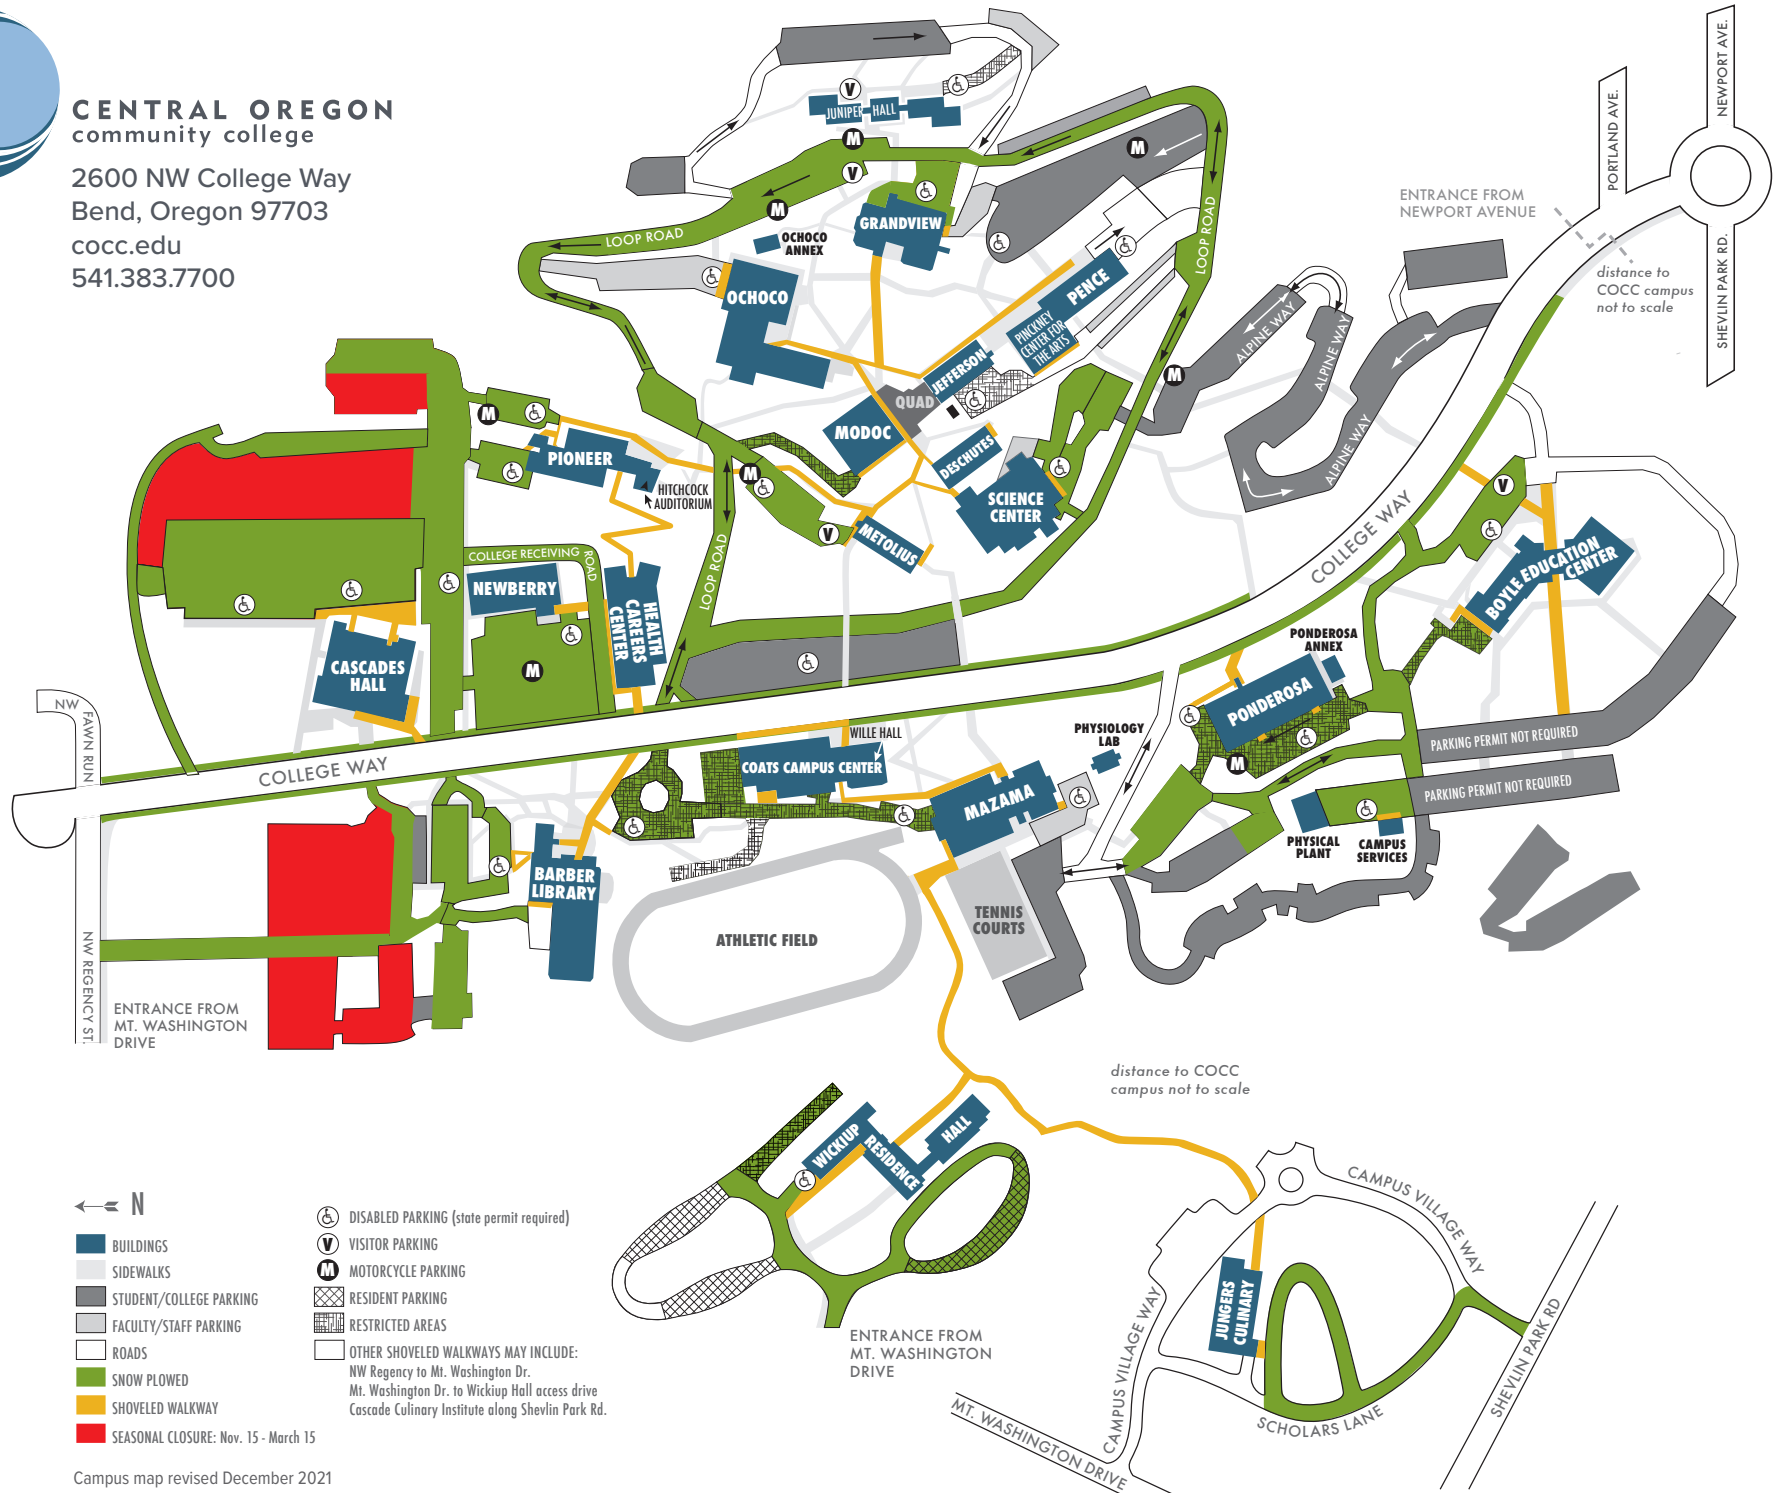 CENTRAL OREGON
community college
2600 NW College Way
Bend, Oregon 97703
cocc.edu
541.383.7700
V
JUNIPER HALL
M
V
M
M
GRANDVIEW
OCHOCO
ANNEX
LOOP ROAD
OCHOCO
PENCE
PINCKNEY
CENTER FOR
THE ARTS
LOOP ROAD
JEFFERSON
QUAD
MODOC
DESCHUTES
SCIENCE
CENTER
M
ALPINE WAY
ALPINE WAY
ALPINE WAY
ENTRANCE FROM
NEWPORT AVENUE
PORTLAND AVE.
NEWPORT AVE.
SHEVLIN PARK RD.
distance to
COCC campus
not to scale
M
PIONEER
HITCHCOCK
AUDITORIUM
M
V
METOLIUS
LOOP ROAD
COLLEGE RECEIVING
ROAD
NEWBERRY
HEALTH
CAREERS
CENTER
M
CASCADES
HALL
COLLEGE WAY
V
BOYLE EDUCATION
CENTER
PONDEROSA
ANNEX
PONDEROSA
M
PARKING PERMIT NOT REQUIRED
PARKING PERMIT NOT REQUIRED
PHYSICAL
PLANT
CAMPUS
SERVICES
PHYSIOLOGY
LAB
NW
FAWN RUN
COLLEGE WAY
WILLE HALL
COATS CAMPUS CENTER
MAZAMA
BARBER
LIBRARY
ATHLETIC FIELD
TENNIS
COURTS
NW REGENCY ST.
ENTRANCE FROM
MT. WASHINGTON
DRIVE
distance to COCC
campus not to scale
WICKIUP
RESIDENCE
HALL
ENTRANCE FROM
MT. WASHINGTON
DRIVE
CAMPUS VILLAGE WAY
CAMPUS VILLAGE WAY
JUNGERS
CULINARY
SCHOLARS LANE
SHEVLIN PARK RD
MT. WASHINGTON DRIVE
N
BUILDINGS
SIDEWALKS
STUDENT/COLLEGE PARKING
FACULTY/STAFF PARKING
ROADS
SNOW PLOWED
SHOVELED WALKWAY
SEASONAL CLOSURE: Nov. 15 - March 15
DISABLED PARKING (state permit required)
V VISITOR PARKING
M MOTORCYCLE PARKING
RESIDENT PARKING
RESTRICTED AREAS
OTHER SHOVELED WALKWAYS MAY INCLUDE:
NW Regency to Mt. Washington Dr.
Mt. Washington Dr. to Wickiup Hall access drive
Cascade Culinary Institute along Shevlin Park Rd.
Campus map revised December 2021